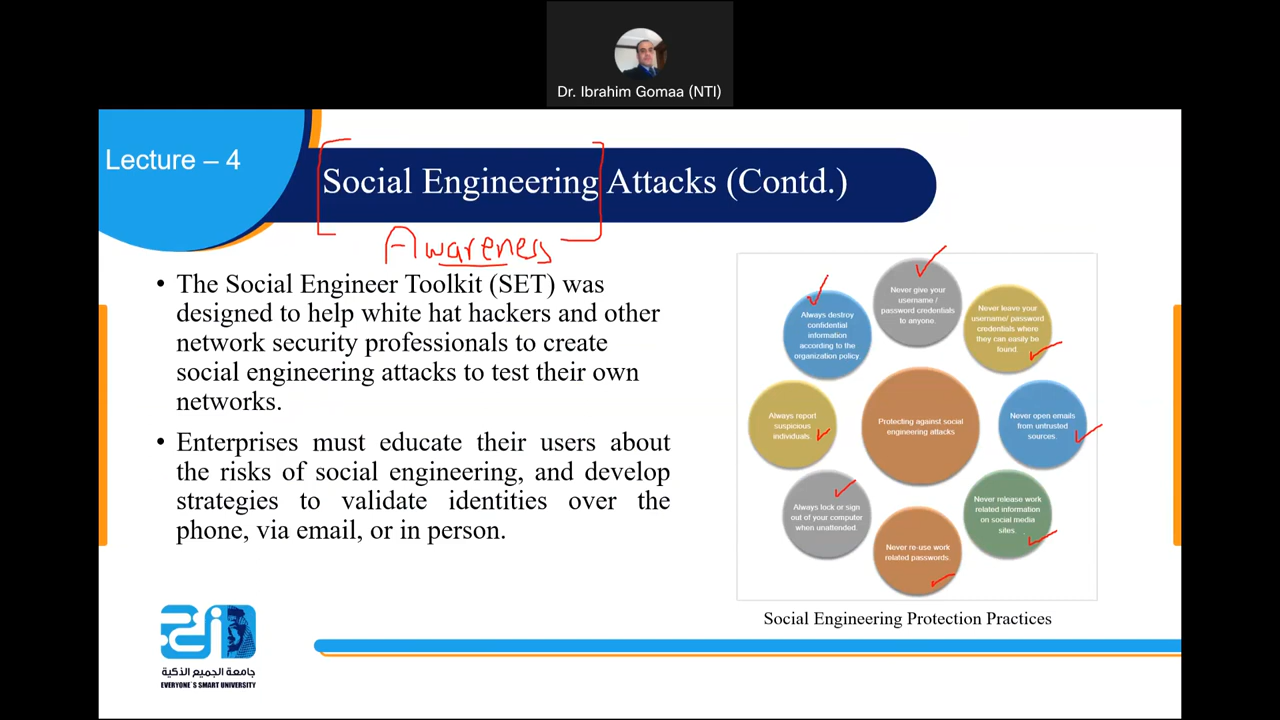 Dr. Ibrahim Gomaa (NTI)
Lecture – 4
Social Engineering Attacks (Contd.)
Awareness
• The Social Engineer Toolkit (SET) was
designed to help white hat hackers and other
network security professionals to create
social engineering attacks to test their own
networks.
• Enterprises must educate their users about
the risks of social engineering, and develop
strategies to validate identities over the
phone, via email, or in person.
Never give your
username /
password credentials
to anyone.
Never leave your
username/ password
credentials where
they can easily be
found.
Never open emails
from untrusted
sources.
Never release work
related information
on social media
sites.
Never re-use work
related passwords.
Always lock or sign
out of your computer
when unattended.
Always report
suspicious
individuals.
Always destroy
confidential
information
according to the
organization policy
Protecting against social
engineering attacks
Social Engineering Protection Practices
جامعة الجميع الذكية
EVERYONE'S SMART UNIVERSITY